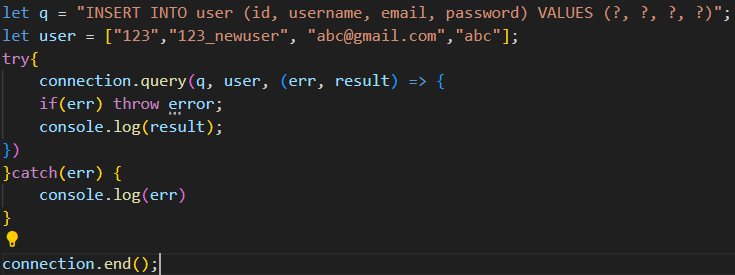 let q = "INSERT INTO user (id, username, email, password) VALUES (?, ?, ?, ?)";
let user = ["123","123_newuser", "abc@gmail.com","abc"];
try{
    connection.query(q, user, (err, result) => {
    if(err) throw error;
    console.log(result);
})
}catch(err) {
    console.log(err)
}
connection.end();